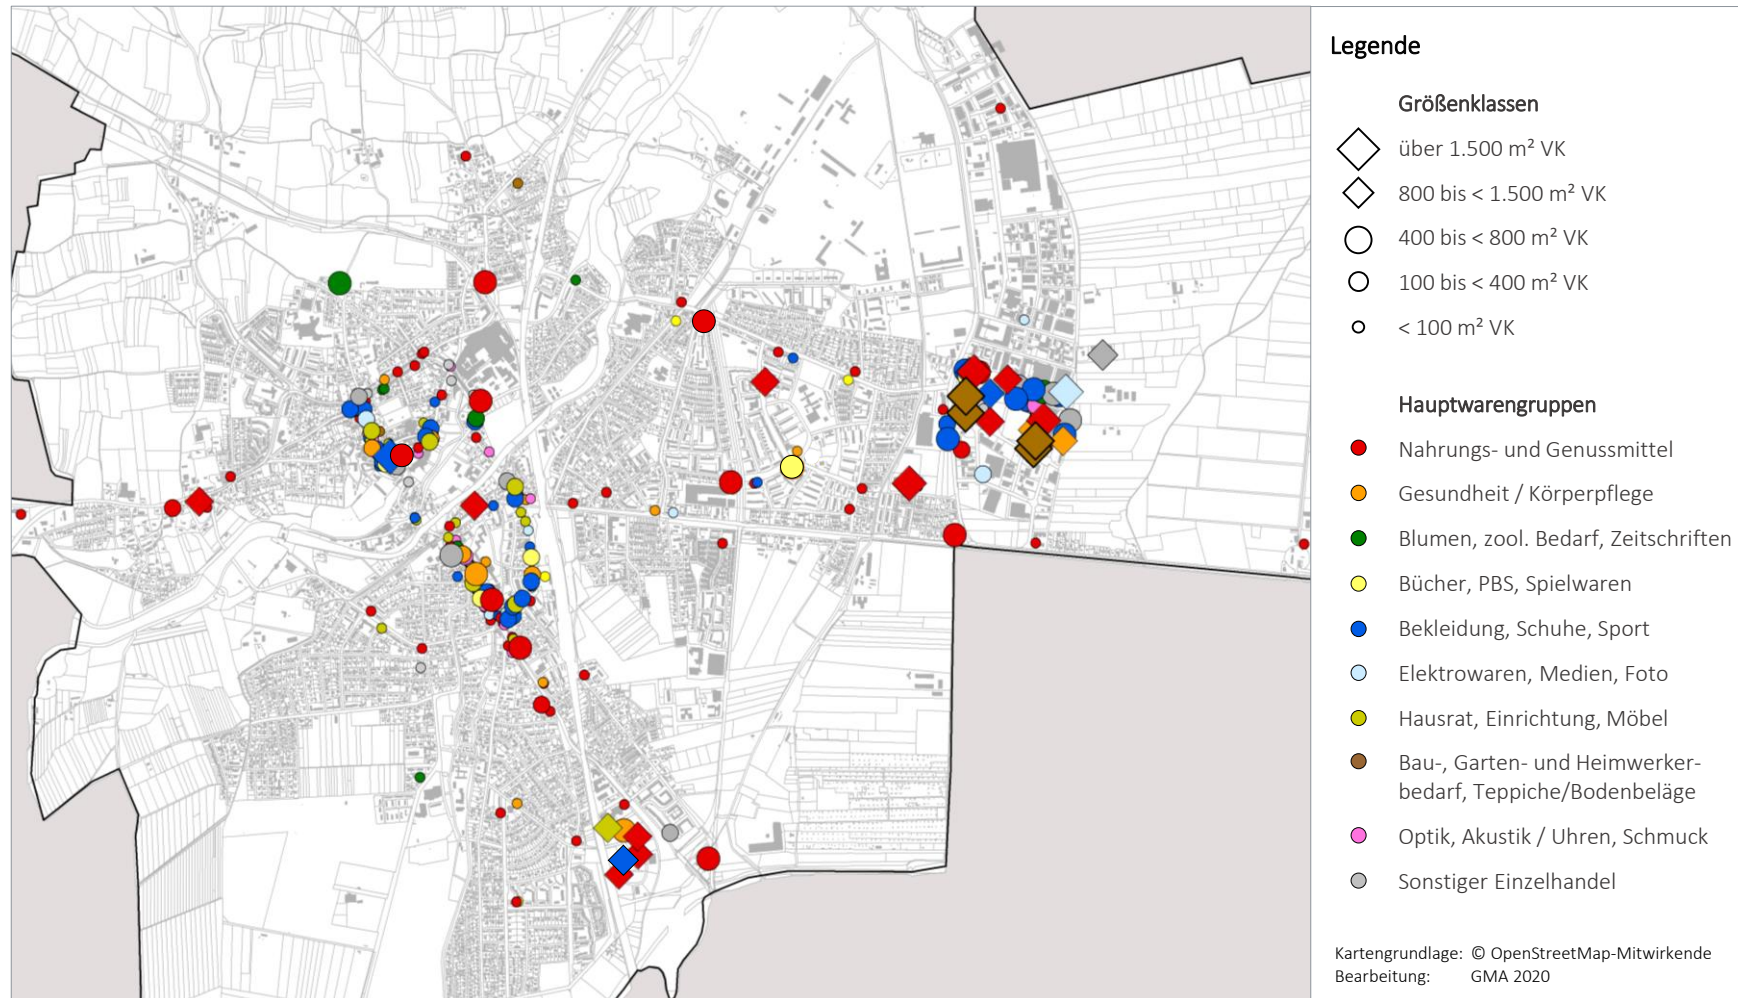 Legende
Größenklassen
über 1.500 m² VK
800 bis < 1.500 m² VK
400 bis < 800 m² VK
100 bis < 400 m² VK
< 100 m² VK
Hauptwarengruppen
Nahrungs- und Genussmittel
Gesundheit / Körperpflege
Blumen, zool. Bedarf, Zeitschriften
Bücher, PBS, Spielwaren
Bekleidung, Schuhe, Sport
Elektrowaren, Medien, Foto
Hausrat, Einrichtung, Möbel
Bau-, Garten- und Heimwerker-
bedarf, Teppiche/Bodenbeläge
Optik, Akustik / Uhren, Schmuck
Sonstiger Einzelhandel
Kartengrundlage: © OpenStreetMap-Mitwirkende
Bearbeitung: GMA 2020